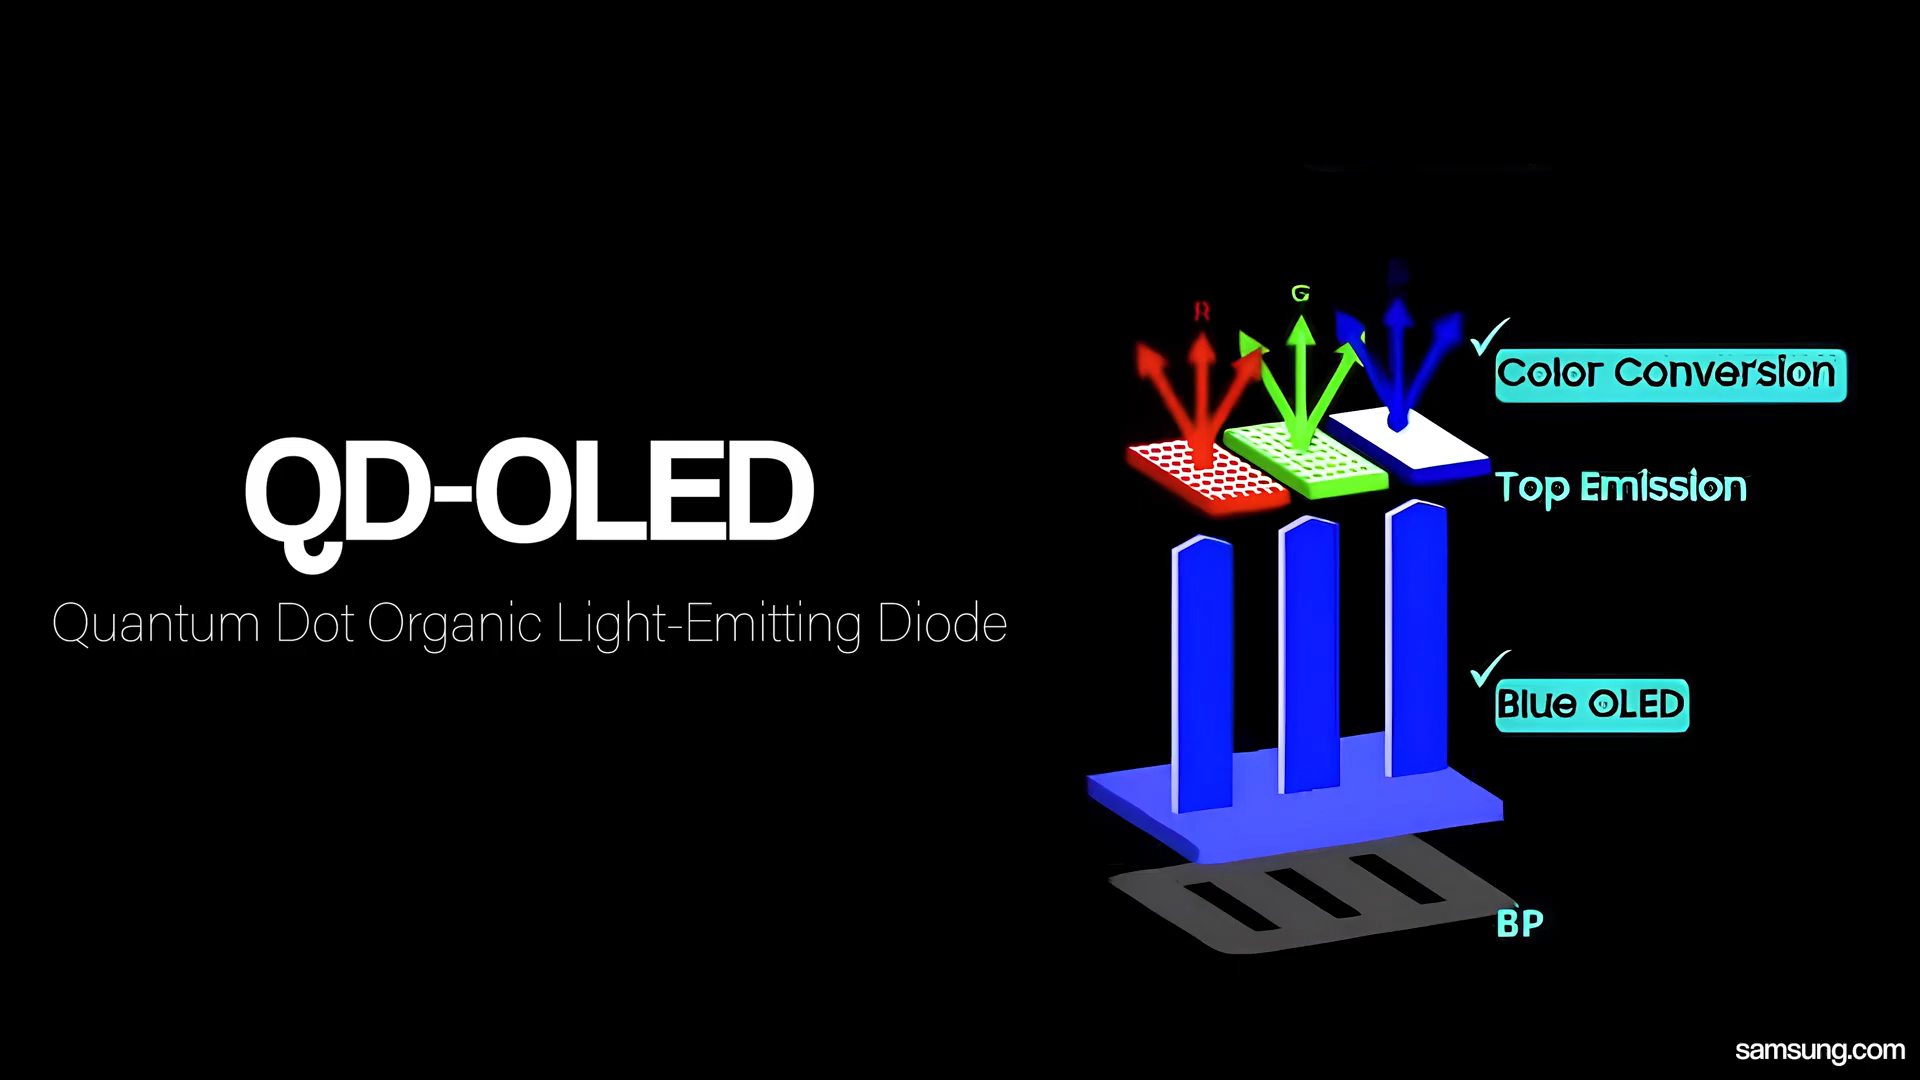 QD-OLED
Quantum Dot Organic Light-Emitting Diode
R
G
Color Conversion
Top Emission
Blue OLED
BP
samsung.com